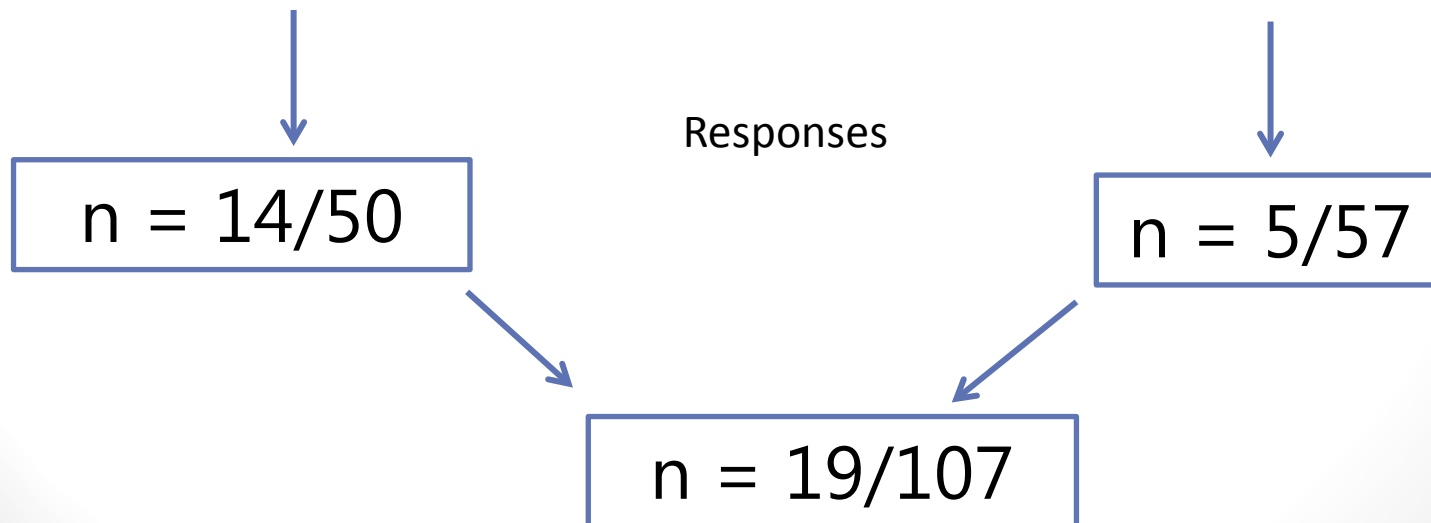 Responses
n = 14/50
n = 5/57
n = 19/107